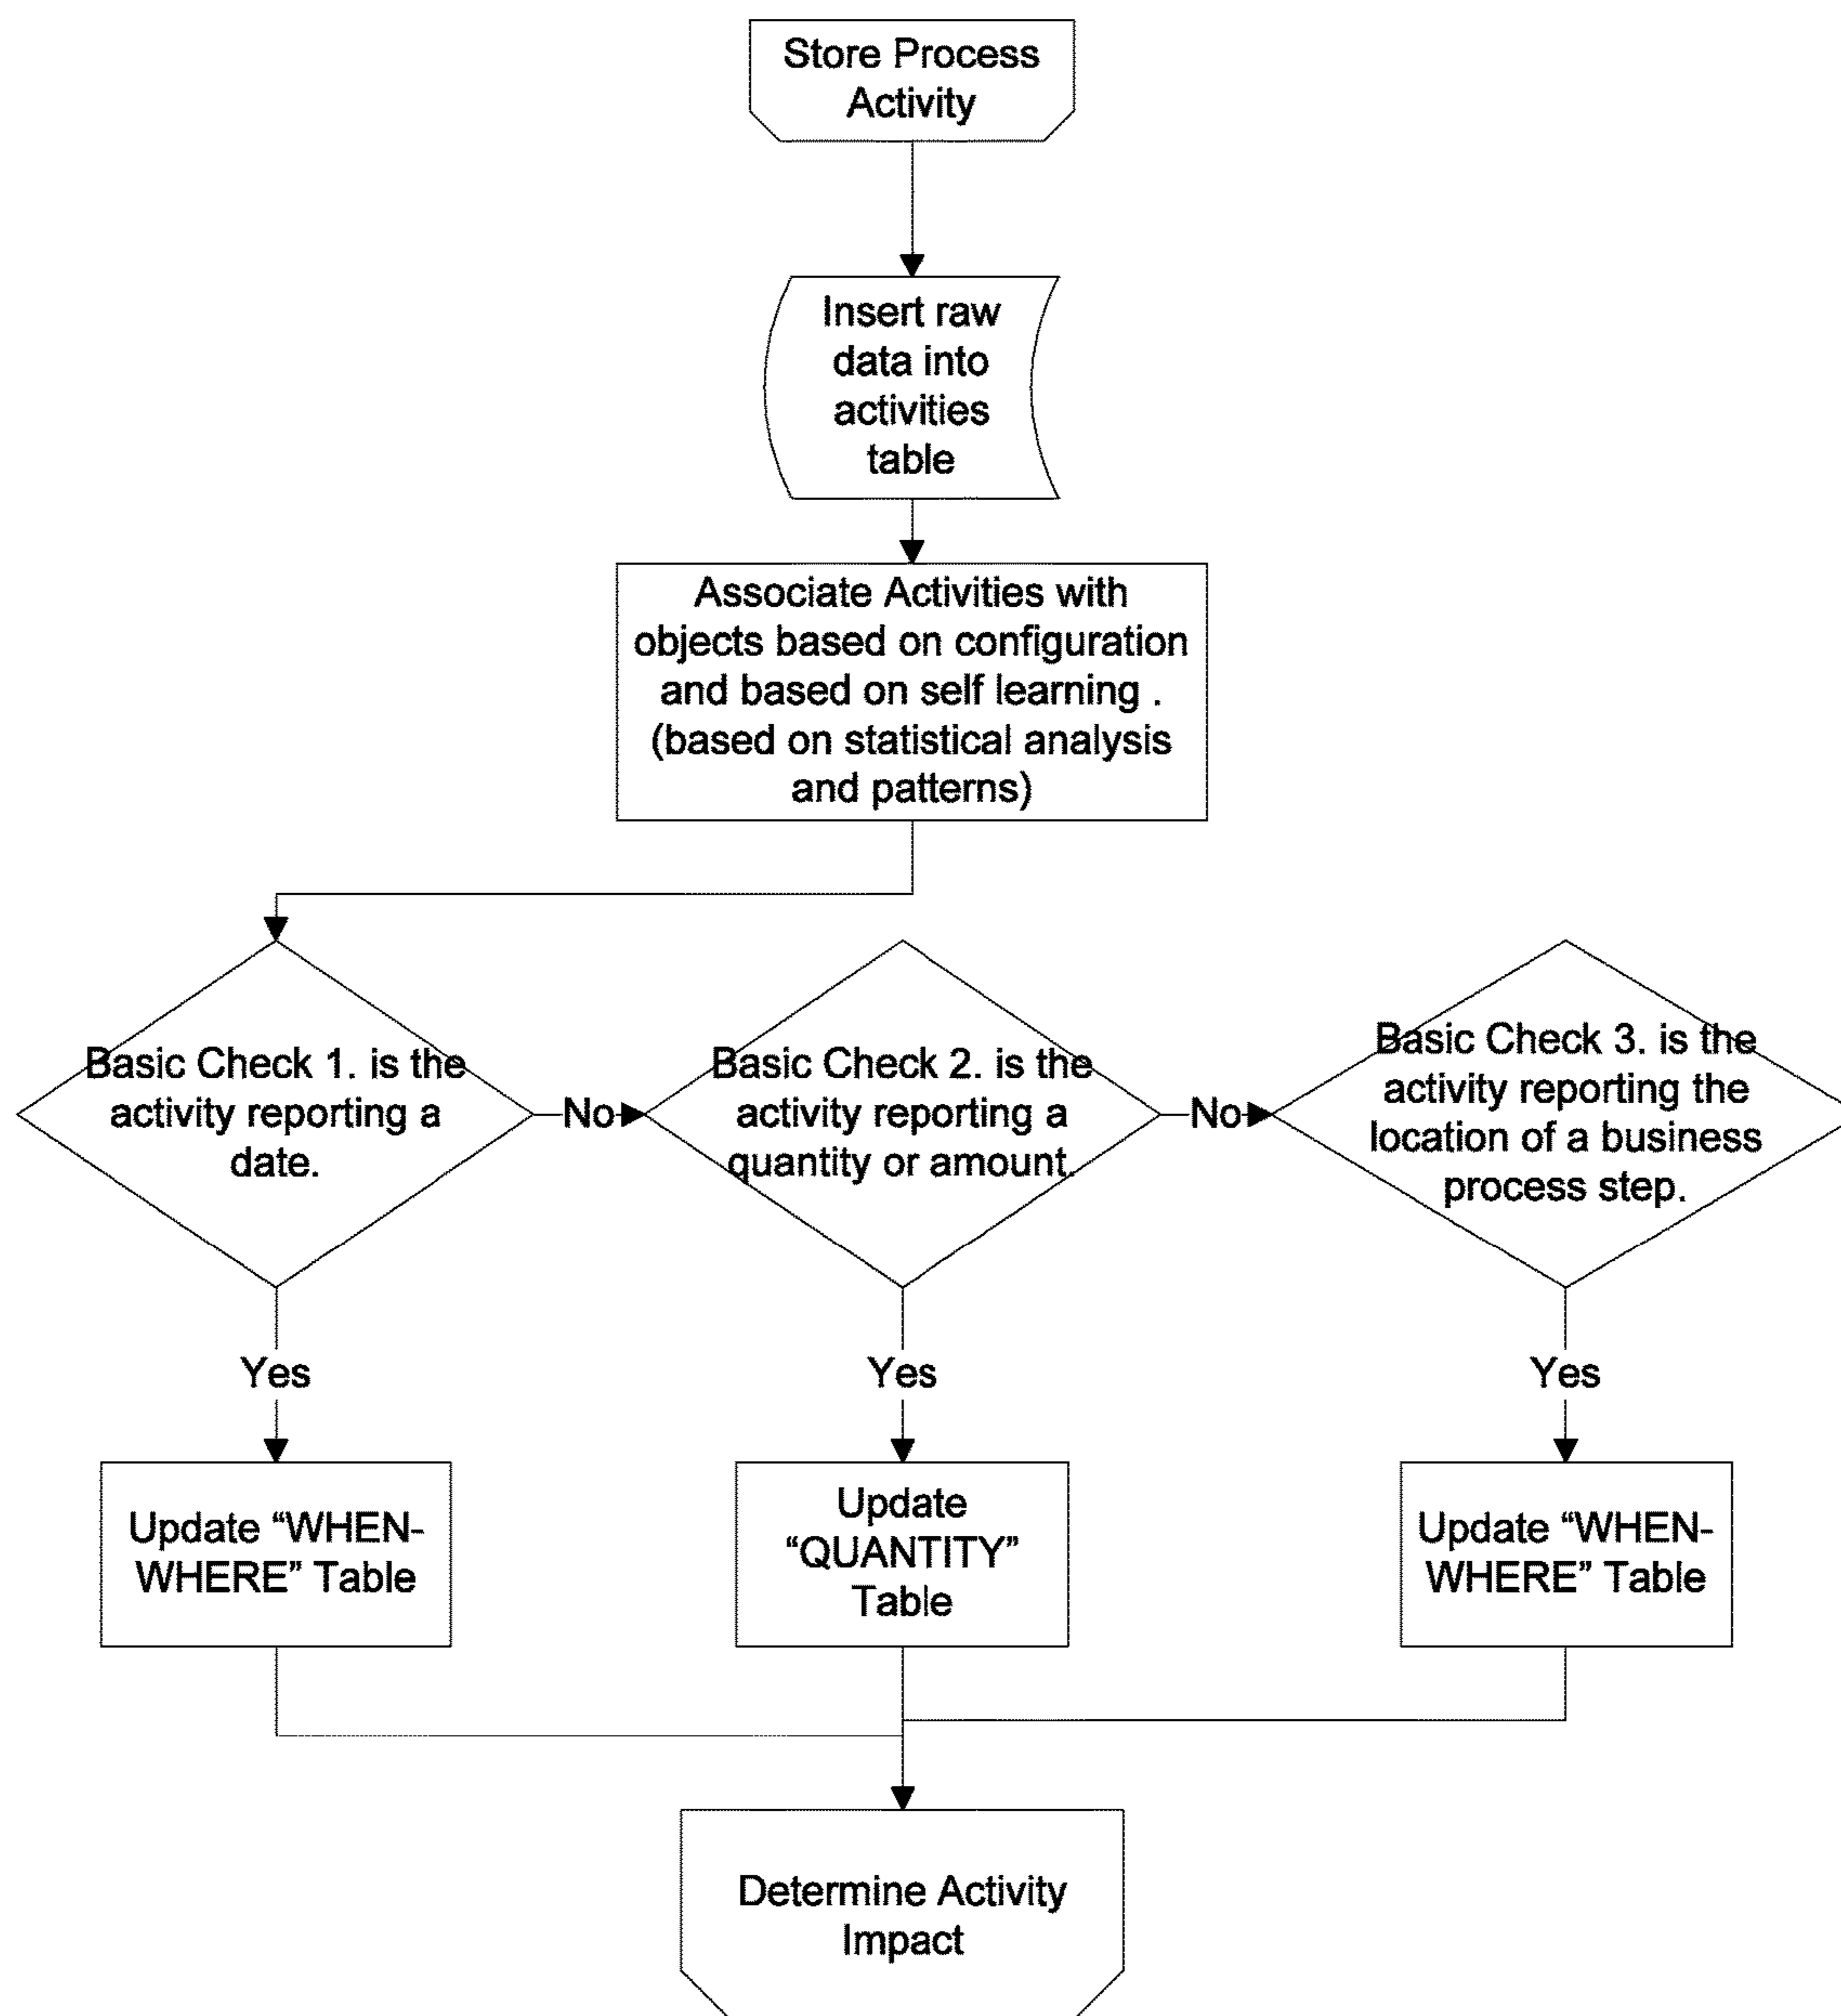 Store Process
Activity
Insert raw
data into
activities
table
Associate Activities with
objects based on configuration
and based on self learning .
(based on statistical analysis
and patterns)
Basic Check 1. is the
activity reporting a
date.
No
Basic Check 2. is the
activity reporting a
quantity or amount.
No
Basic Check 3. is the
activity reporting the
location of a business
process step.
Yes
Yes
Yes
Update “WHEN-
WHERE” Table
Update
“QUANTITY”
Table
Update “WHEN-
WHERE” Table
Determine Activity
Impact